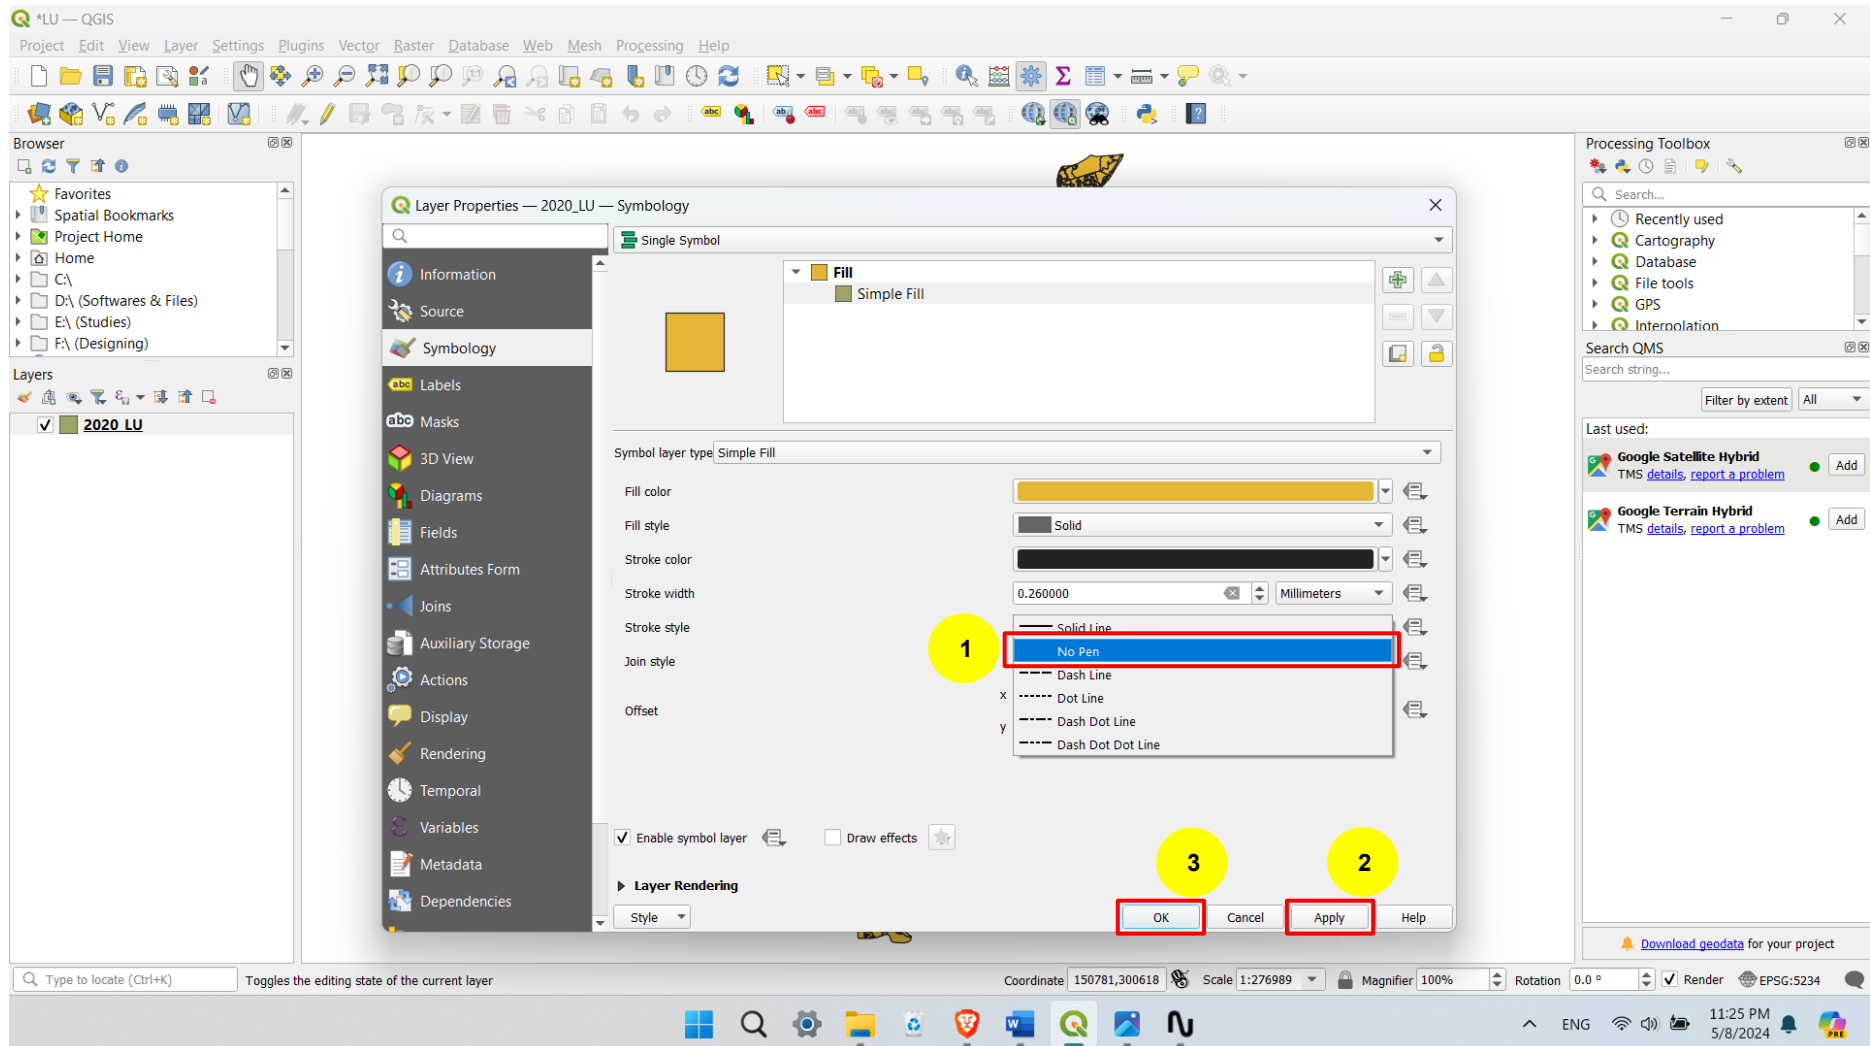 *LU — QGIS
Project Edit View Layer Settings Plugins Vector Raster Database Web Mesh Processing Help
Browser
Favorites
Spatial Bookmarks
Project Home
Home
C:\
D:\ (Softwares & Files)
E:\ (Studies)
F:\ (Designing)
Layers
2020_LU
Layer Properties — 2020_LU — Symbology
Information
Source
Symbology
abc Labels
abc Masks
3D View
Diagrams
Fields
Attributes Form
Joins
Auxiliary Storage
Actions
Display
Rendering
Temporal
Variables
Metadata
Dependencies
Single Symbol
Fill
Simple Fill
Symbol layer type Simple Fill
Fill color
Fill style Solid
Stroke color
Stroke width 0.260000 Millimeters
Stroke style
Join style
Offset
x
y
Solid Line
1
No Pen
Dash Line
Dot Line
Dash Dot Line
Dash Dot Dot Line
Enable symbol layer Draw effects
3 2
Layer Rendering
Style OK Cancel Apply Help
Processing Toolbox
Search...
Recently used
Cartography
Database
File tools
GPS
Interpolation
Search QMS
Search string...
Filter by extent All
Last used:
Google Satellite Hybrid
TMS details, report a problem Add
Google Terrain Hybrid
TMS details, report a problem Add
Download geodata for your project
Type to locate (Ctrl+K) Toggles the editing state of the current layer Coordinate 150781,300618 Scale 1:276989 Magnifier 100% Rotation 0.0 ° Render EPSG:5234
ENG 11:25 PM
5/8/2024
PRE